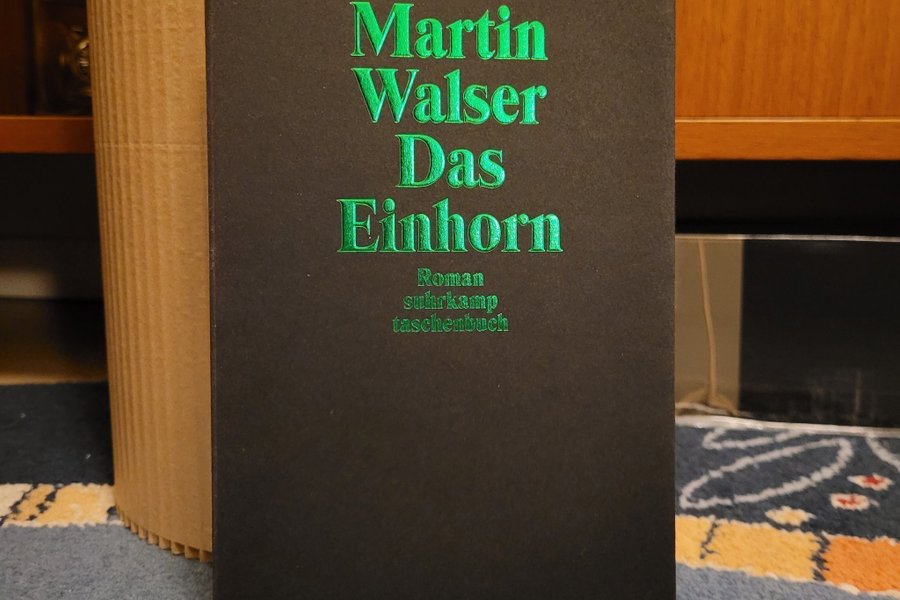 Martin
Walser
Das
Einhorn
Roman
suhrkamp
taschenbuch